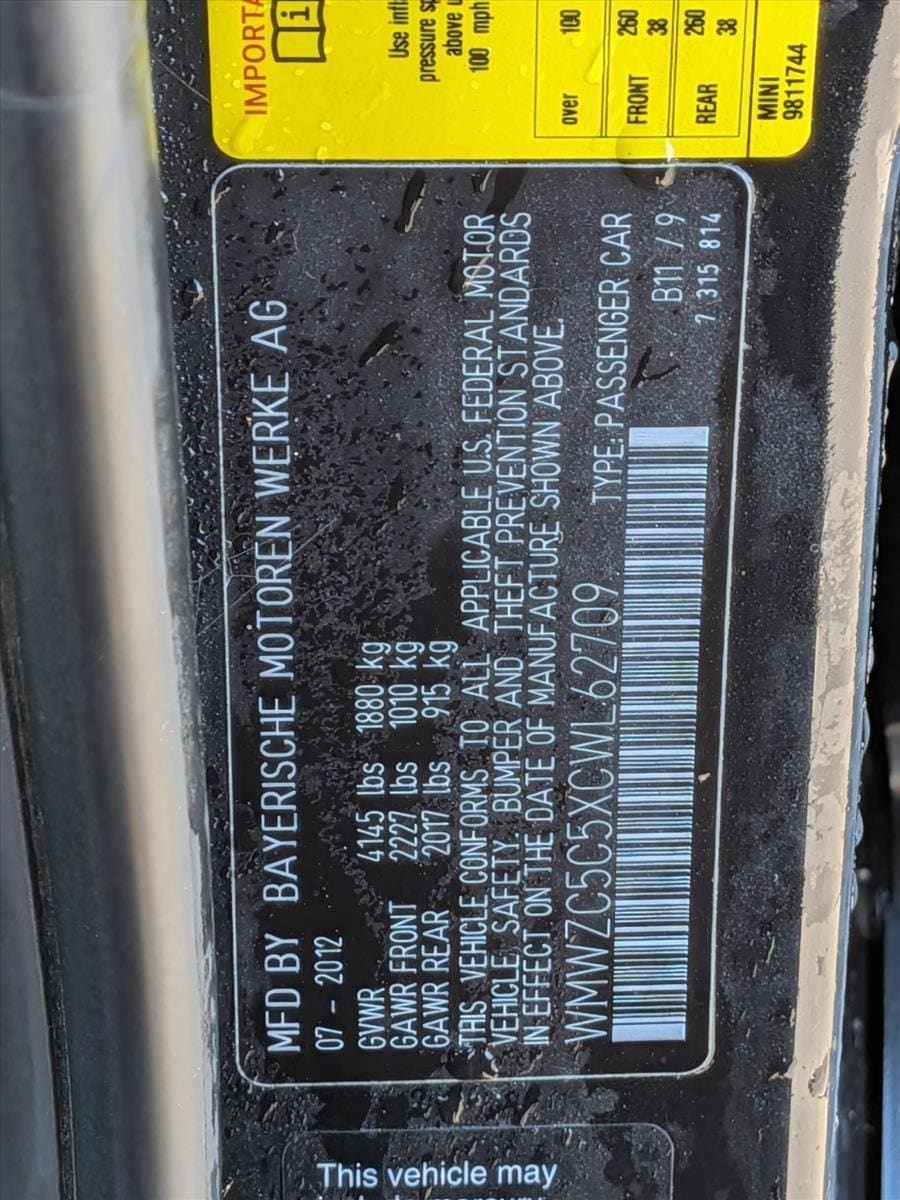 MFD BY BAYERISCHE MOTOREN WERKE AG
07 - 2012
GVWR 4145 lbs 1880 kg
GAWR FRONT 2227 lbs 1010 kg
GAWR REAR 2017 lbs 915 kg
THIS VEHICLE CONFORMS TO ALL APPLICABLE U.S. FEDERAL MOTOR
VEHICLE SAFETY, BUMPER AND THEFT PREVENTION STANDARDS
IN EFFECT ON THE DATE OF MANUFACTURE SHOWN ABOVE.
WMWZC5C5XCWL62709 TYPE: PASSENGER CAR
B11 / 9
7 315 814
IMPORTA
i
Use infl
pressure sp
above
100 mph
over 180
FRONT 260
38
REAR 260
38
MINI
9811744
This vehicle may